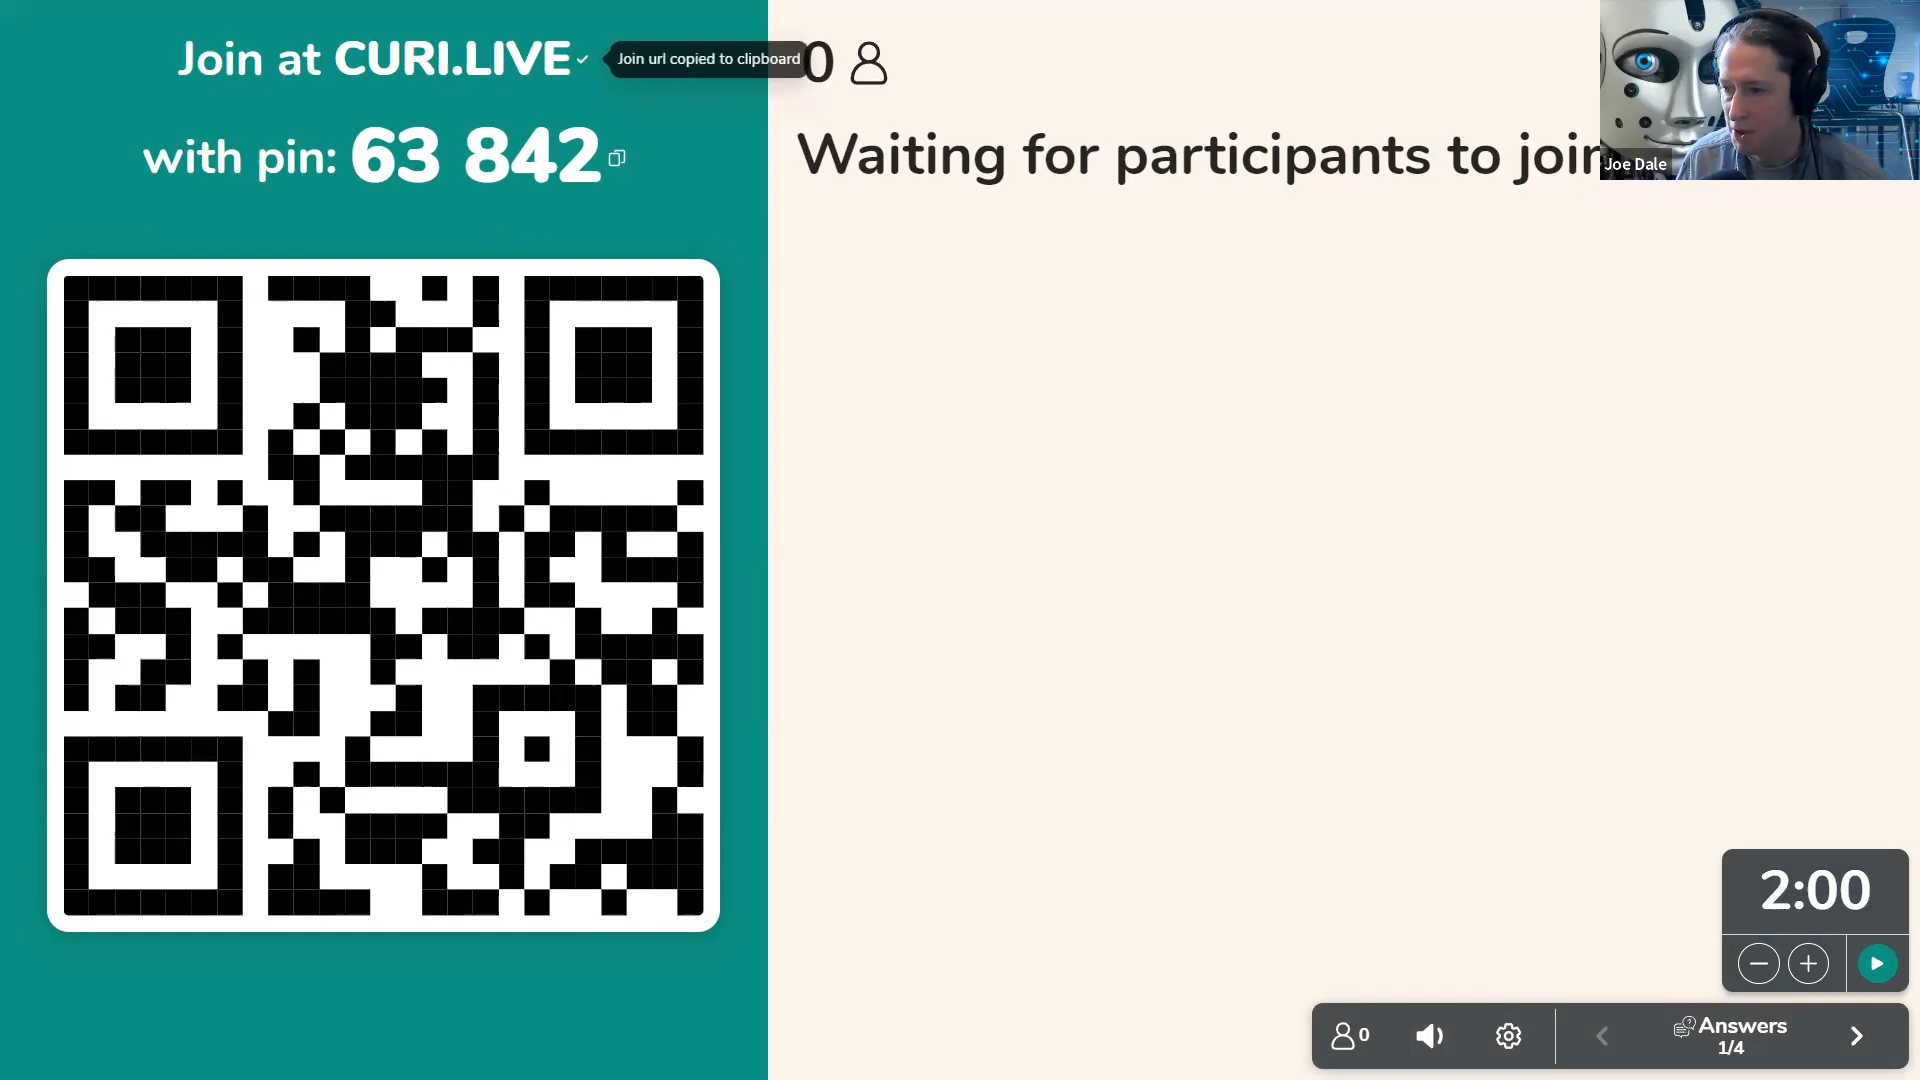 Join at CURI.LIVE
Join url copied to clipboard
with pin: 63 842
0
Waiting for participants to join
Joe Dale
2:00
0
Answers
1/4